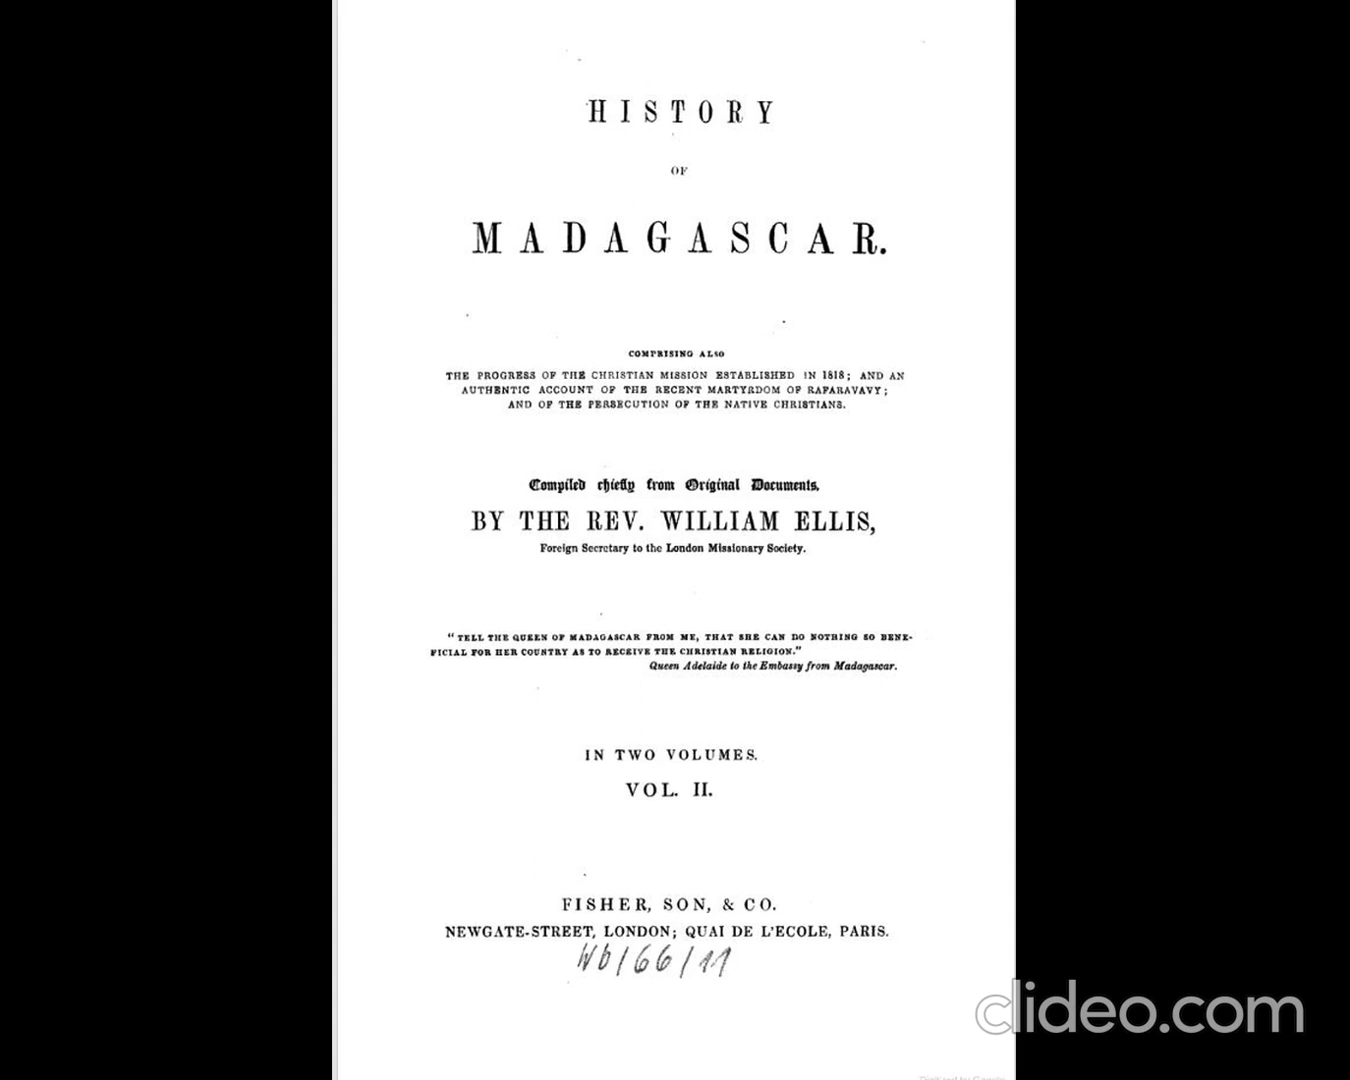 HISTORY
OF
MADAGASCAR.
COMPRISING ALSO
THE PROGRESS OF THE CHRISTIAN MISSION ESTABLISHED IN 1818; AND AN
AUTHENTIC ACCOUNT OF THE RECENT MARTYRDOM OF RAFARAVAVY;
AND OF THE PERSECUTION OF THE NATIVE CHRISTIANS.
Compiled chiefly from Original Documents,
BY THE REV. WILLIAM ELLIS,
Foreign Secretary to the London Missionary Society.
"TELL THE QUEEN OF MADAGASCAR FROM ME, THAT SHE CAN DO NOTHING SO BENE-
FICIAL FOR HER COUNTRY AS TO RECEIVE THE CHRISTIAN RELIGION."
Queen Adelaide to the Embassy from Madagascar.
IN TWO VOLUMES.
VOL. II.
FISHER, SON, & CO.
NEWGATE-STREET, LONDON; QUAI DE L'ECOLE, PARIS.
clideo.com